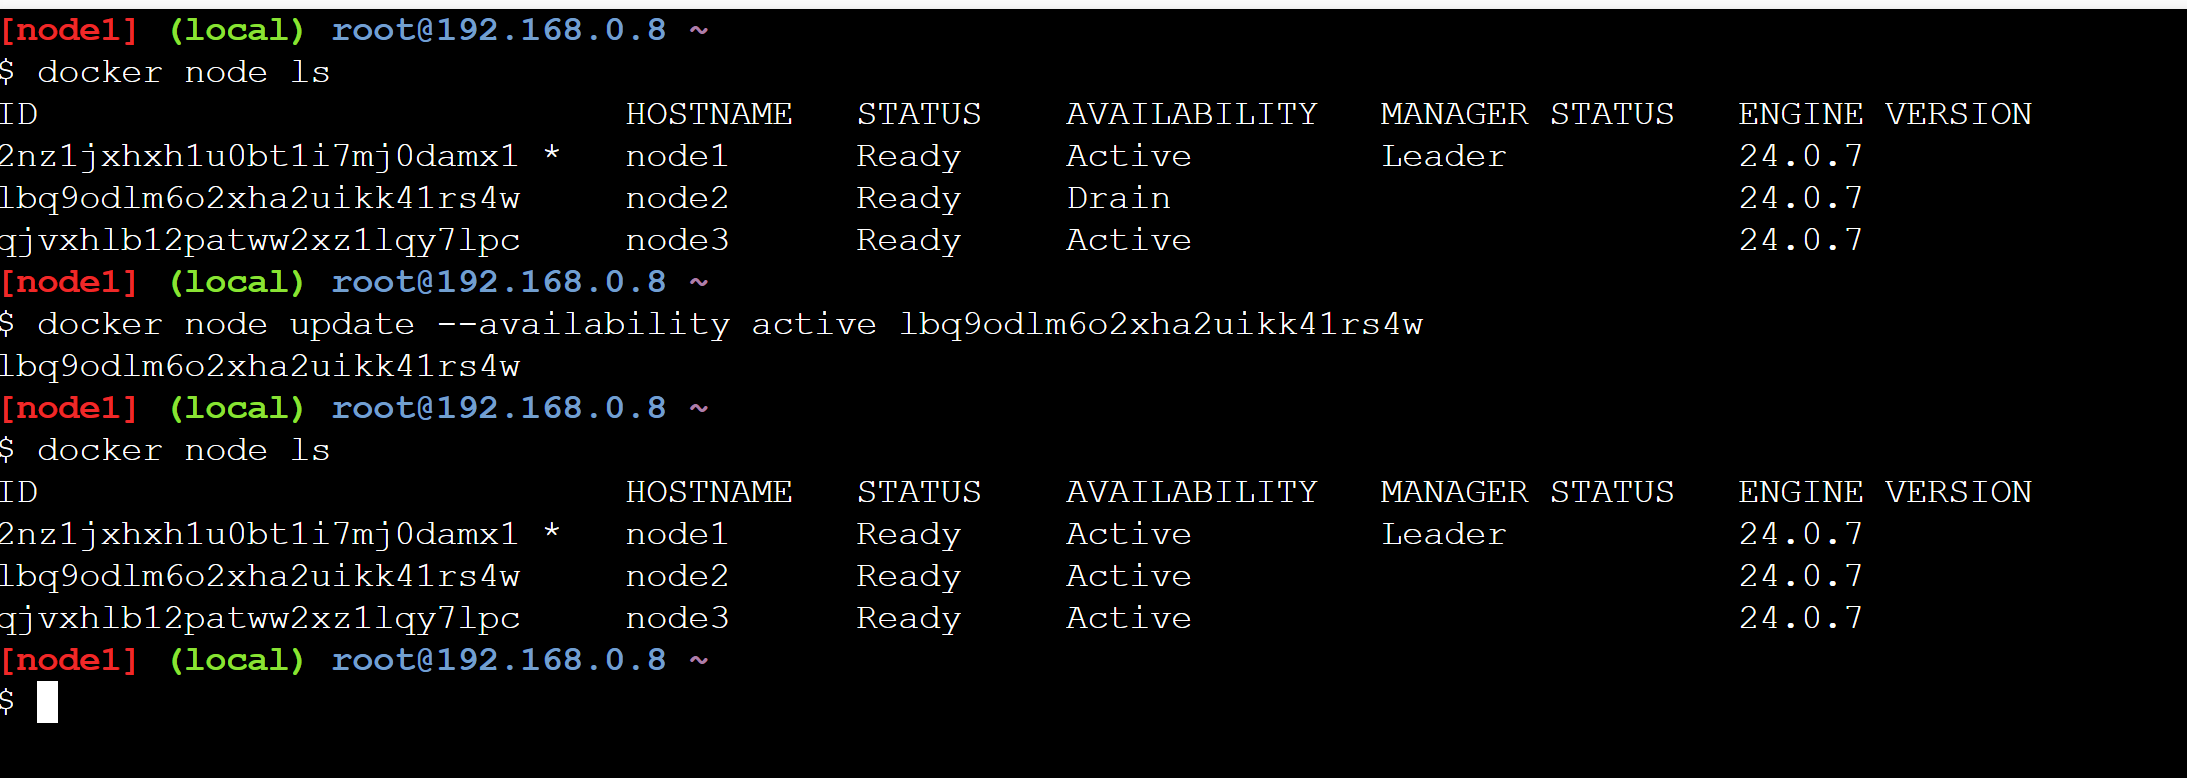 [node1] (local) root@192.168.0.8 ~
$ docker node ls
ID                            HOSTNAME   STATUS    AVAILABILITY   MANAGER STATUS   ENGINE VERSION
2nz1jxhxh1u0bt1i7mj0damx1 *   node1      Ready     Active         Leader           24.0.7
lbq9odlm6o2xha2uikk41rs4w     node2      Ready     Drain                           24.0.7
qjvxhlb12patww2xz1lqy7lpc     node3      Ready     Active                          24.0.7
[node1] (local) root@192.168.0.8 ~
$ docker node update --availability active lbq9odlm6o2xha2uikk41rs4w
lbq9odlm6o2xha2uikk41rs4w
[node1] (local) root@192.168.0.8 ~
$ docker node ls
ID                            HOSTNAME   STATUS    AVAILABILITY   MANAGER STATUS   ENGINE VERSION
2nz1jxhxh1u0bt1i7mj0damx1 *   node1      Ready     Active         Leader           24.0.7
lbq9odlm6o2xha2uikk41rs4w     node2      Ready     Active                          24.0.7
qjvxhlb12patww2xz1lqy7lpc     node3      Ready     Active                          24.0.7
[node1] (local) root@192.168.0.8 ~
$